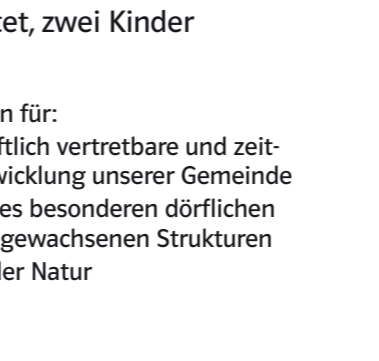 tet, zwei Kinder
n für:
ftlich vertretbare und zeit-
wicklung unserer Gemeinde
es besonderen dörflichen
gewachsenen Strukturen
der Natur